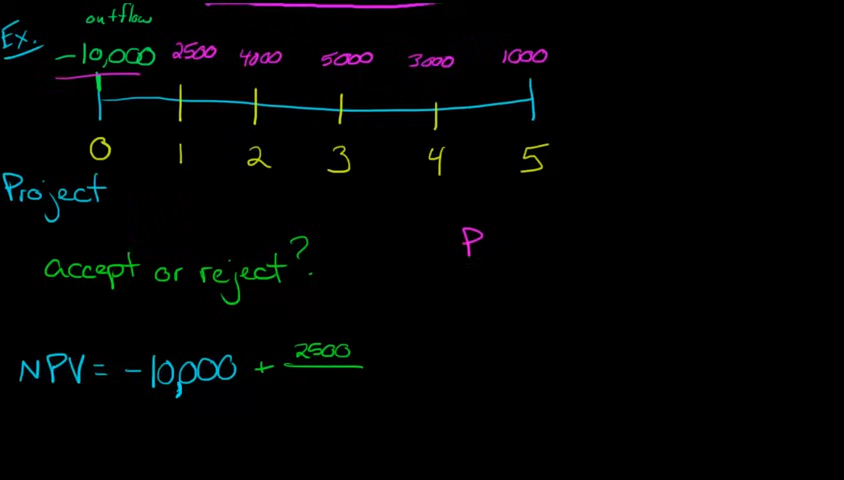 outflow
Ex.
-10,000 2500 4000 5000 3000 1000
0 1 2 3 4 5
Project
P
accept or reject?
2500
NPV = -10,000 +